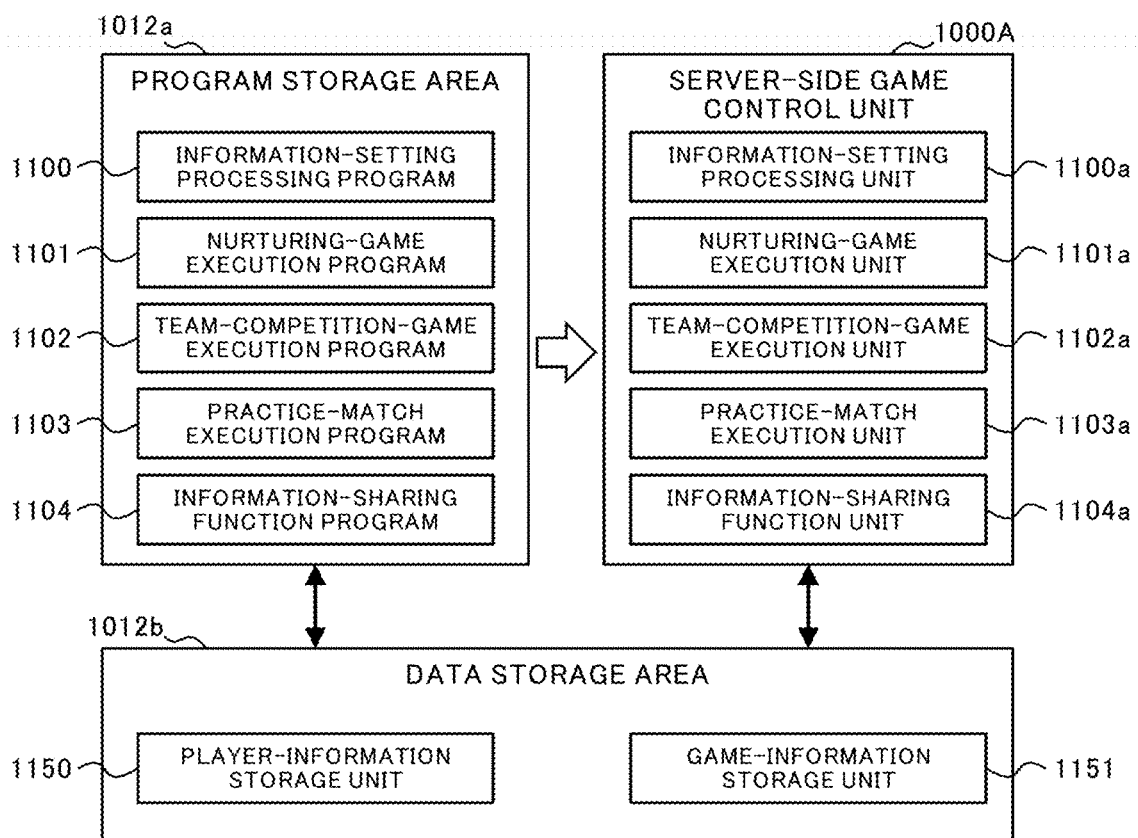 1012a
1000A
PROGRAM STORAGE AREA
SERVER-SIDE GAME
CONTROL UNIT
1100
INFORMATION-SETTING
PROCESSING PROGRAM
INFORMATION-SETTING
PROCESSING UNIT
1100a
1101
NURTURING-GAME
EXECUTION PROGRAM
NURTURING-GAME
EXECUTION UNIT
1101a
1102
TEAM-COMPETITION-GAME
EXECUTION PROGRAM
TEAM-COMPETITION-GAME
EXECUTION UNIT
1102a
1103
PRACTICE-MATCH
EXECUTION PROGRAM
PRACTICE-MATCH
EXECUTION UNIT
1103a
1104
INFORMATION-SHARING
FUNCTION PROGRAM
INFORMATION-SHARING
FUNCTION UNIT
1104a
1012b
DATA STORAGE AREA
1150
PLAYER-INFORMATION
STORAGE UNIT
GAME-INFORMATION
STORAGE UNIT
1151